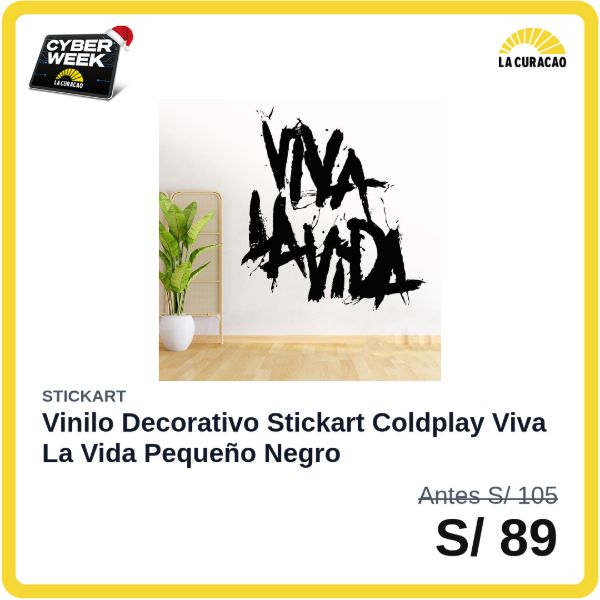 CYBER
WEEK
LA CURACAO
LA CURACAO
VIVA
LA VIDA
STICKART
Vinilo Decorativo Stickart Coldplay Viva
La Vida Pequeño Negro
Antes S/ 105
S/ 89